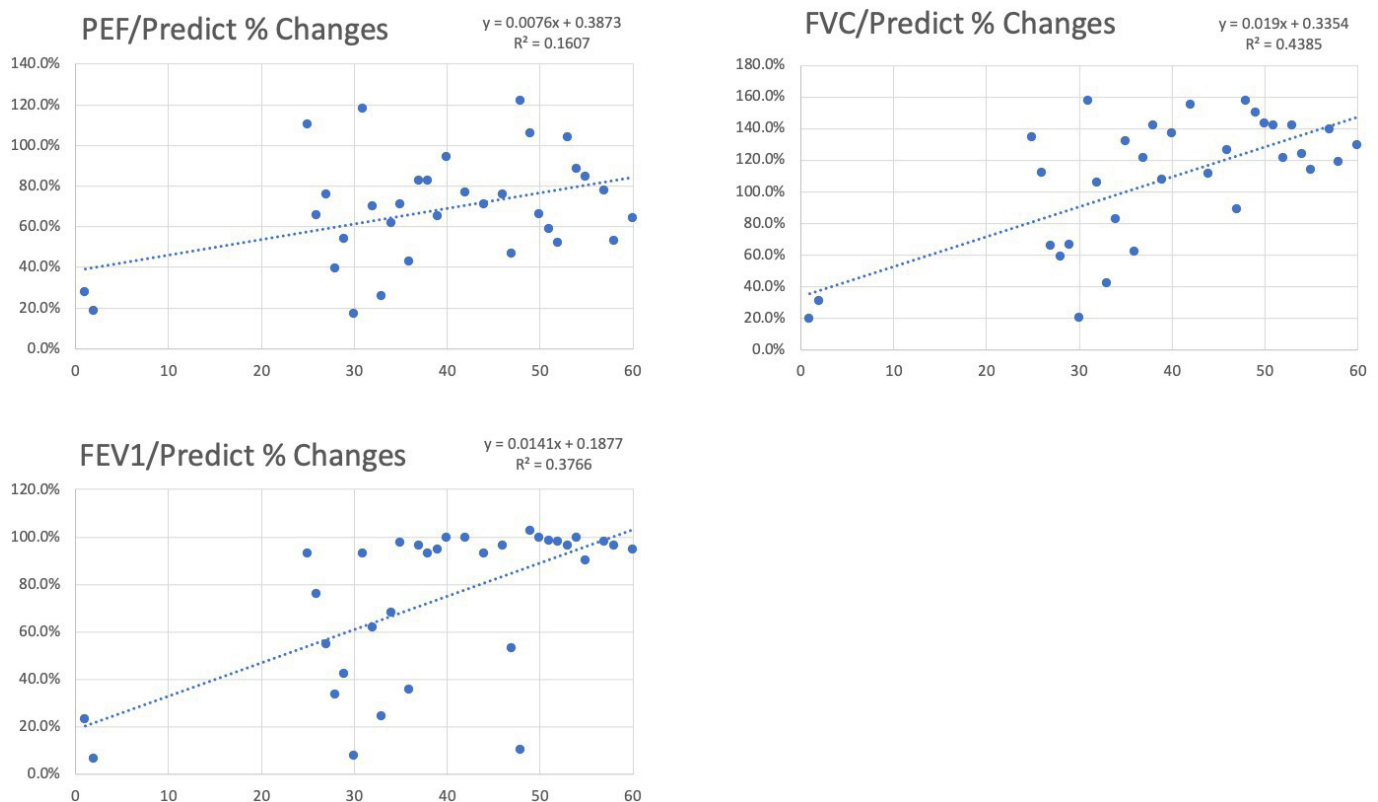 PEF/Predict % Changes
y = 0.0076x + 0.3873
R² = 0.1607
140.0%
120.0%
100.0%
80.0%
60.0%
40.0%
20.0%
0.0%
0 10 20 30 40 50 60
FVC/Predict % Changes
y = 0.019x + 0.3354
R² = 0.4385
180.0%
160.0%
140.0%
120.0%
100.0%
80.0%
60.0%
40.0%
20.0%
0.0%
0 10 20 30 40 50 60
FEV1/Predict % Changes
y = 0.0141x + 0.1877
R² = 0.3766
120.0%
100.0%
80.0%
60.0%
40.0%
20.0%
0.0%
0 10 20 30 40 50 60